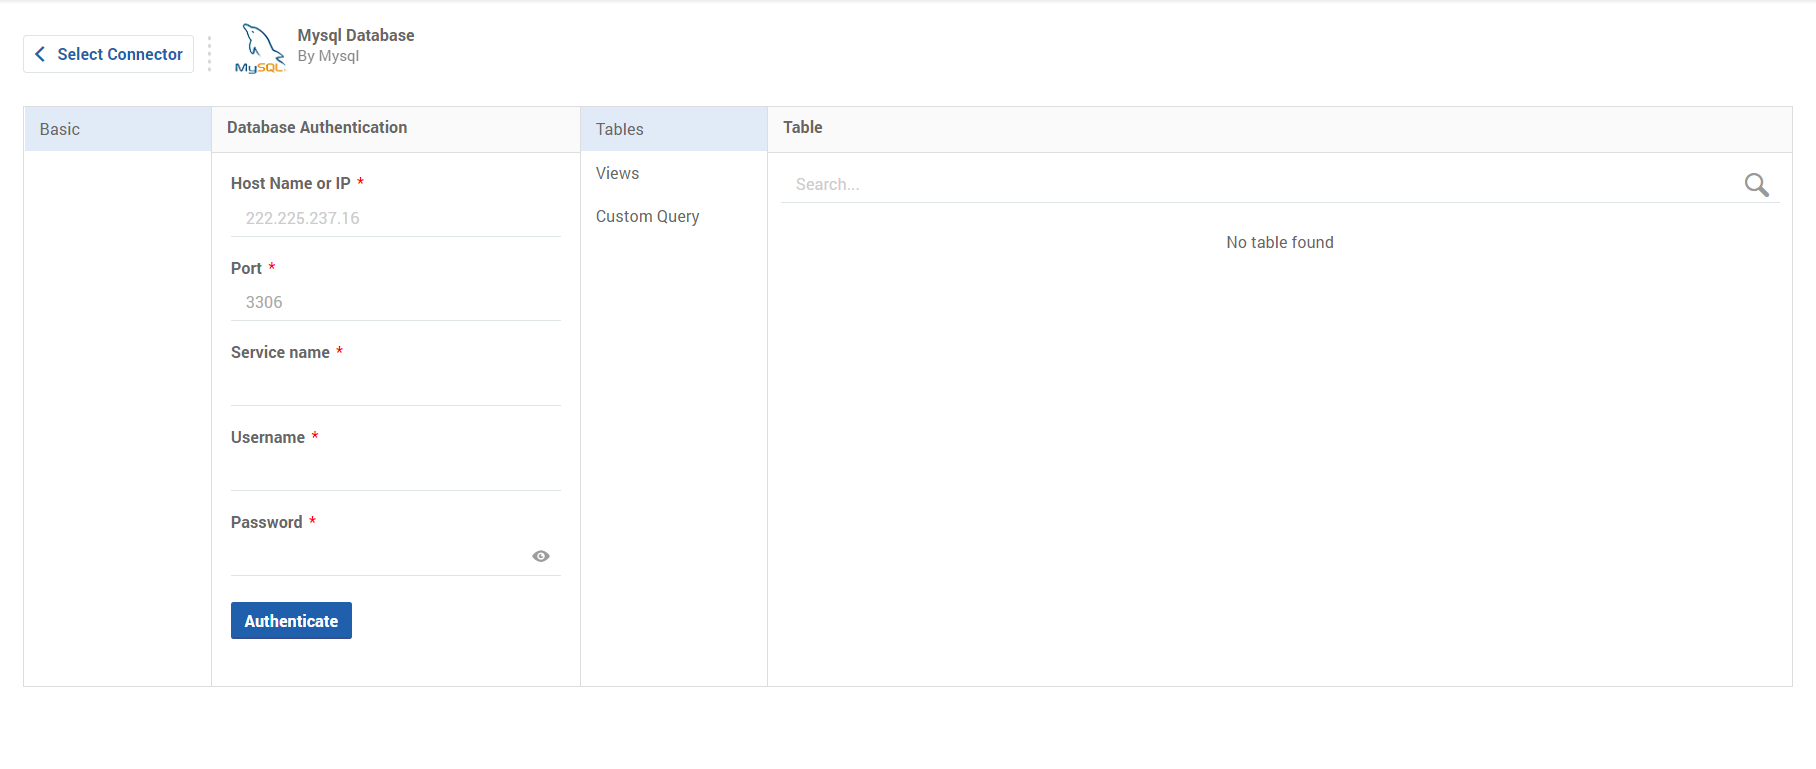 Select Connector
MySQL
Mysql Database
By Mysql
Basic
Database Authentication
Host Name or IP *
222.225.237.16
Port *
3306
Service name *
Username *
Password *
Authenticate
Tables
Views
Custom Query
Table
Search...
No table found